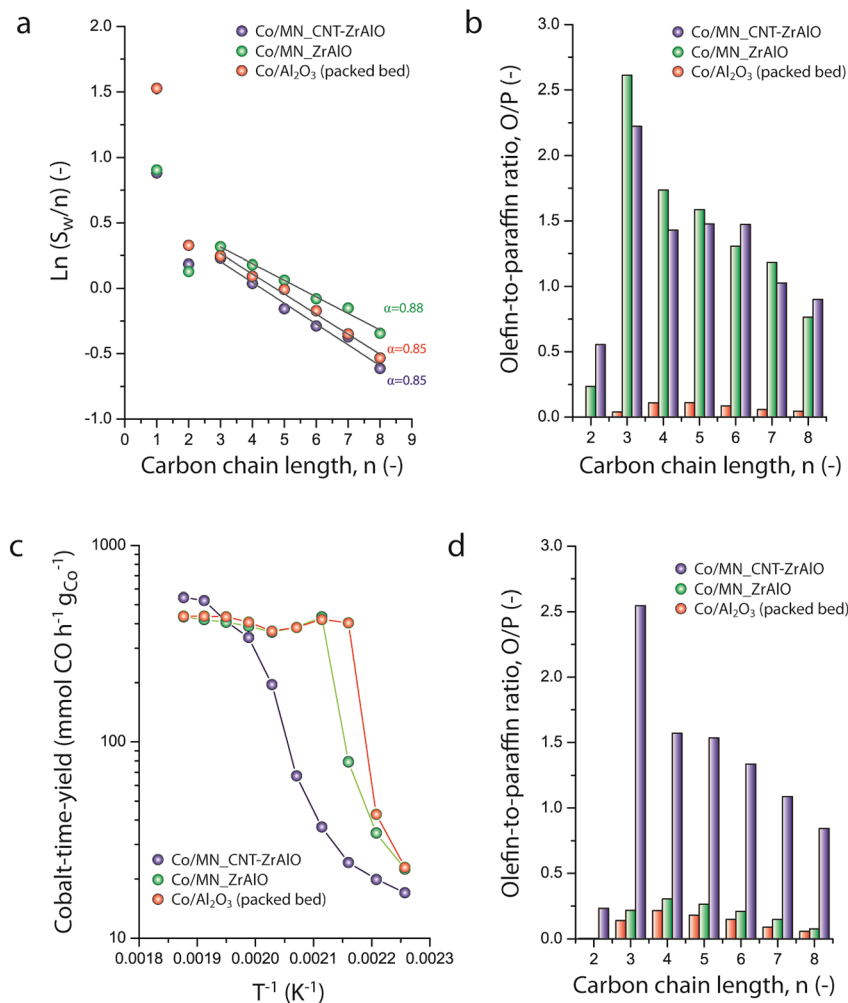 a
Co/MN_CNT-ZrAlO
Co/MN_ZrAlO
Co/Al₂O₃ (packed bed)
2.0
1.5
1.0
0.5
0.0
-0.5
-1.0
Ln (S_W/n) (-)
α=0.88
α=0.85
α=0.85
0 1 2 3 4 5 6 7 8 9
Carbon chain length, n (-)
b
Co/MN_CNT-ZrAlO
Co/MN_ZrAlO
Co/Al₂O₃ (packed bed)
3.0
2.5
2.0
1.5
1.0
0.5
0.0
Olefin-to-paraffin ratio, O/P (-)
2 3 4 5 6 7 8
Carbon chain length, n (-)
c
1000
100
10
Cobalt-time-yield (mmol CO h⁻¹ g_Co⁻¹)
Co/MN_CNT-ZrAlO
Co/MN_ZrAlO
Co/Al₂O₃ (packed bed)
0.0018 0.0019 0.0020 0.0021 0.0022 0.0023
T⁻¹ (K⁻¹)
d
Co/MN_CNT-ZrAlO
Co/MN_ZrAlO
Co/Al₂O₃ (packed bed)
3.0
2.5
2.0
1.5
1.0
0.5
0.0
Olefin-to-paraffin ratio, O/P (-)
2 3 4 5 6 7 8
Carbon chain length, n (-)